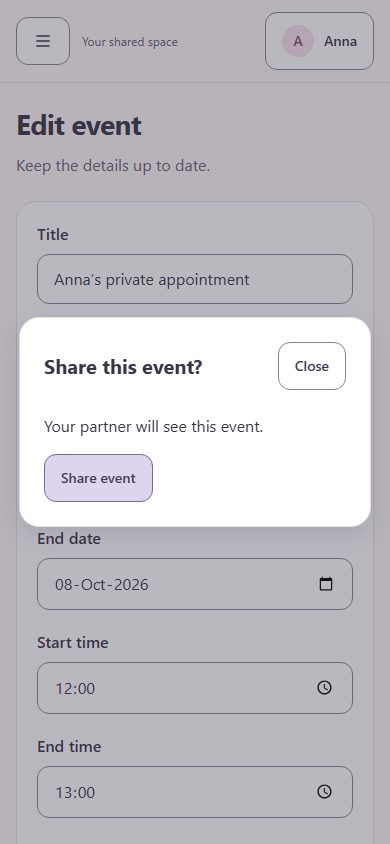 Your shared space
A
Anna
Edit event
Keep the details up to date.
Title
Anna's private appointment
Share this event?
Close
Your partner will see this event.
Share event
End date
08-Oct-2026
Start time
12:00
End time
13:00